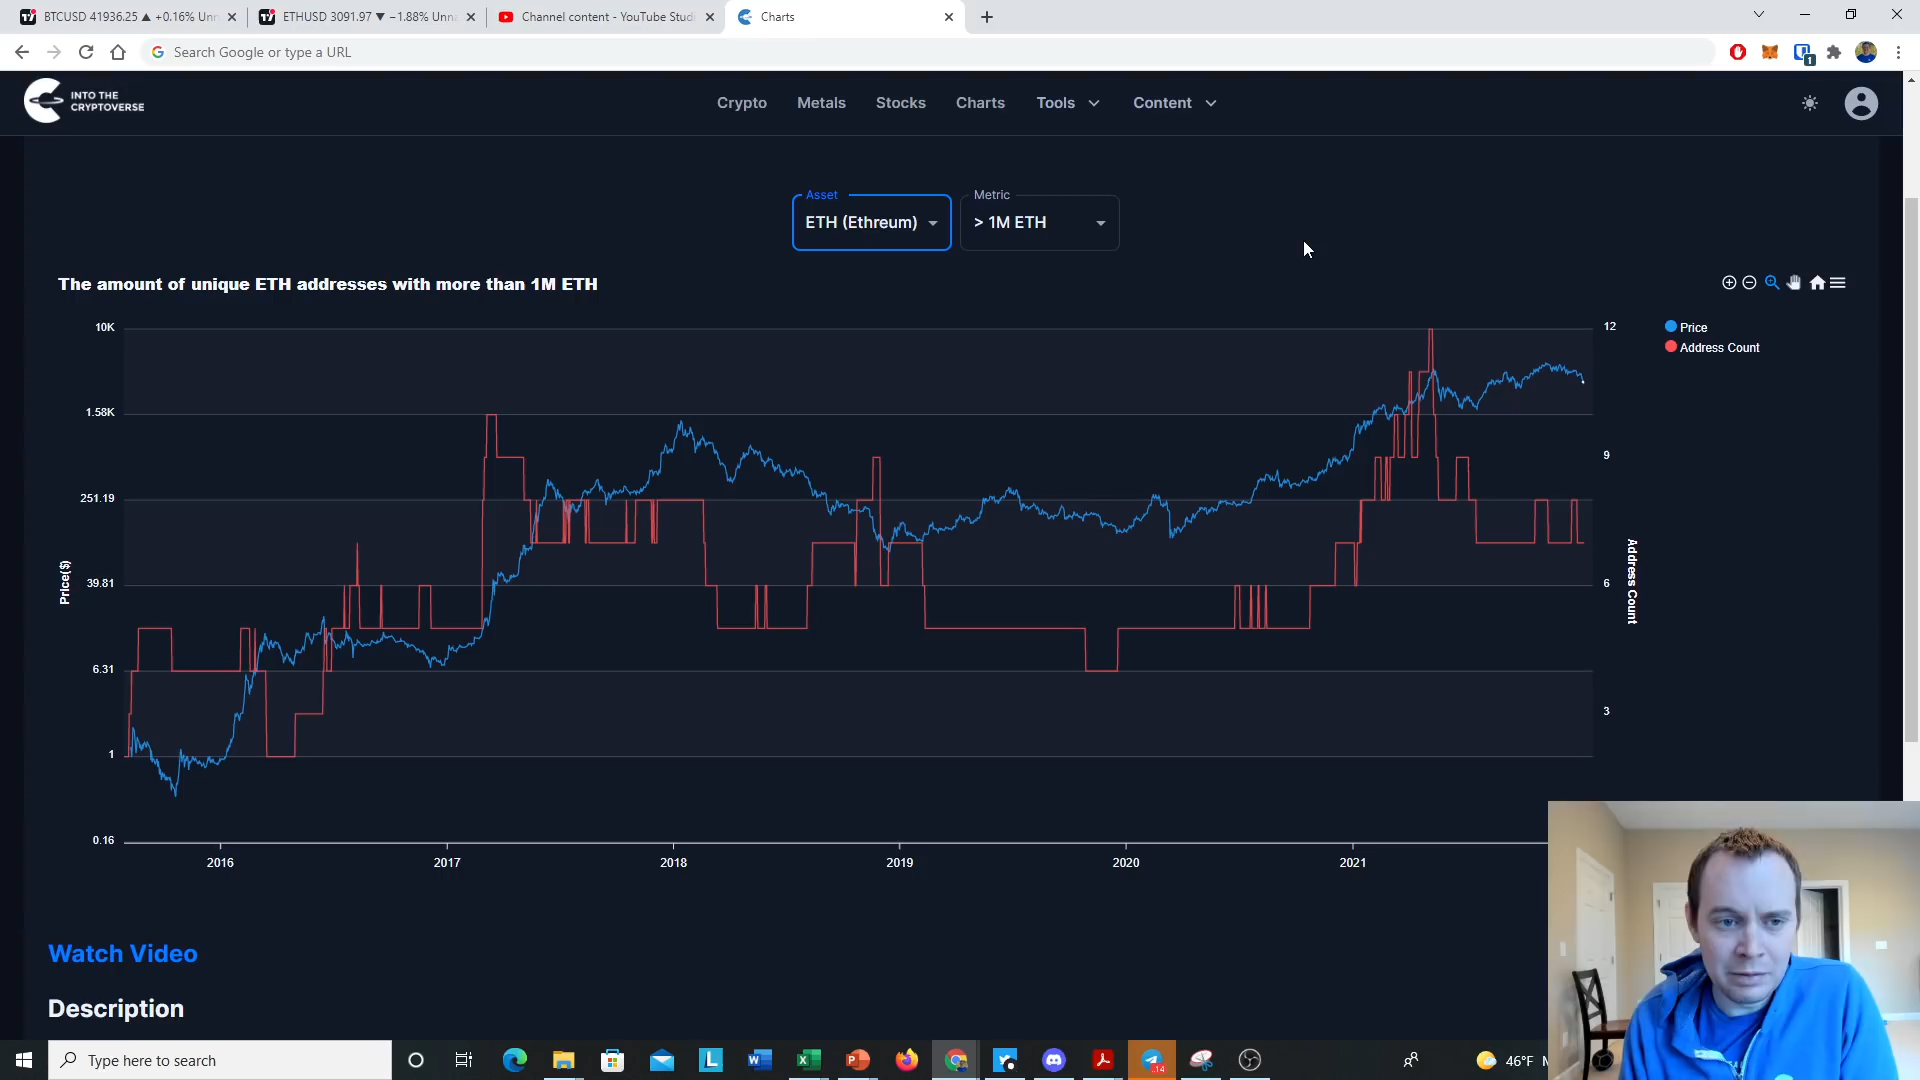 BTCUSD 41936.25 ▲ +0.16% Unn
ETHUSD 3091.97 ▼ −1.88% Unna
Channel content - YouTube Studi
Charts
Search Google or type a URL
1
INTO THE
CRYPTOVERSE
Crypto
Metals
Stocks
Charts
Tools
Content
Asset
ETH (Ethreum)
Metric
> 1M ETH
The amount of unique ETH addresses with more than 1M ETH
10K
1.58K
251.19
39.81
6.31
1
0.16
Price($)
12
9
6
3
Address Count
Price
Address Count
2016
2017
2018
2019
2020
2021
Watch Video
Description
Type here to search
14
46°F